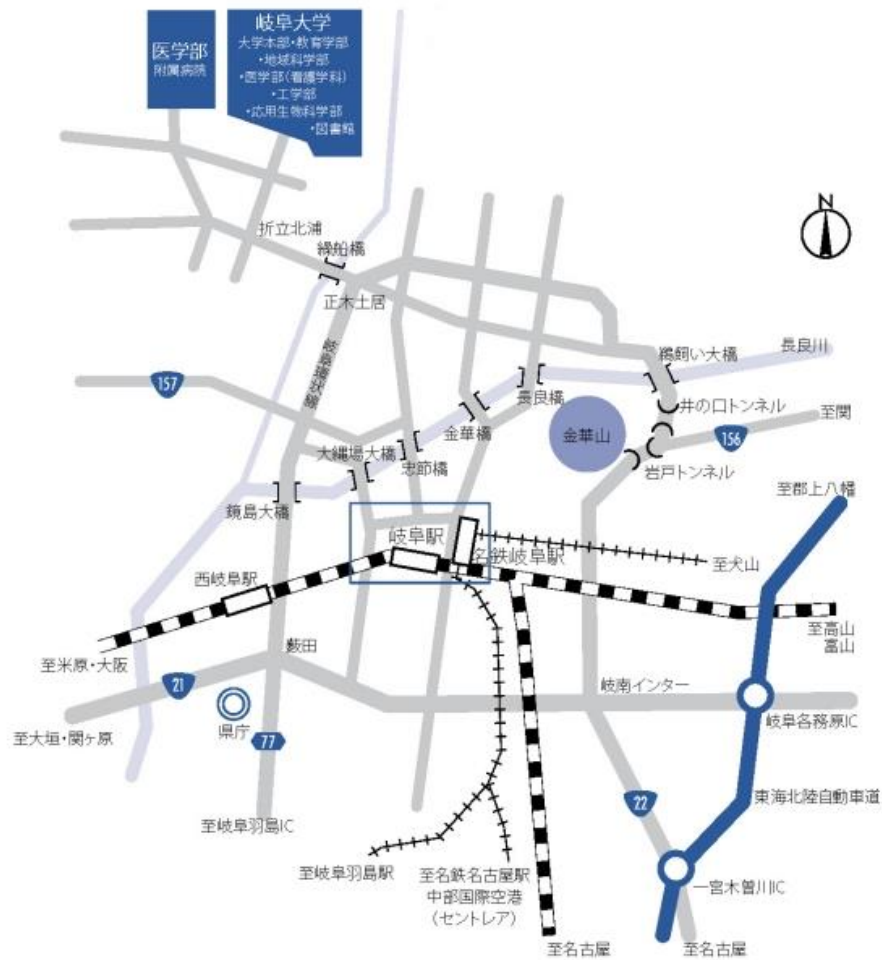 医学部
附属病院
岐阜大学
大学本部・教育学部
・地域科学部
・医学部(看護学科)
・工学部
・応用生物科学部
・図書館
N
折立北浦
繰船橋
正木土居
岐阜環状線
157
鵜飼い大橋
長良川
長良橋
井の口トンネル
至関
金華橋
金華山
156
大縄場大橋
忠節橋
岩戸トンネル
鏡島大橋
至郡上八幡
岐阜駅
名鉄岐阜駅
至犬山
西岐阜駅
至高山
富山
至米原・大阪
藪田
21
岐南インター
県庁
岐阜各務原IC
至大垣・関ヶ原
77
東海北陸自動車道
22
至岐阜羽島IC
至岐阜羽島駅
至名鉄名古屋駅
中部国際空港
(セントレア)
一宮木曽川IC
至名古屋
至名古屋